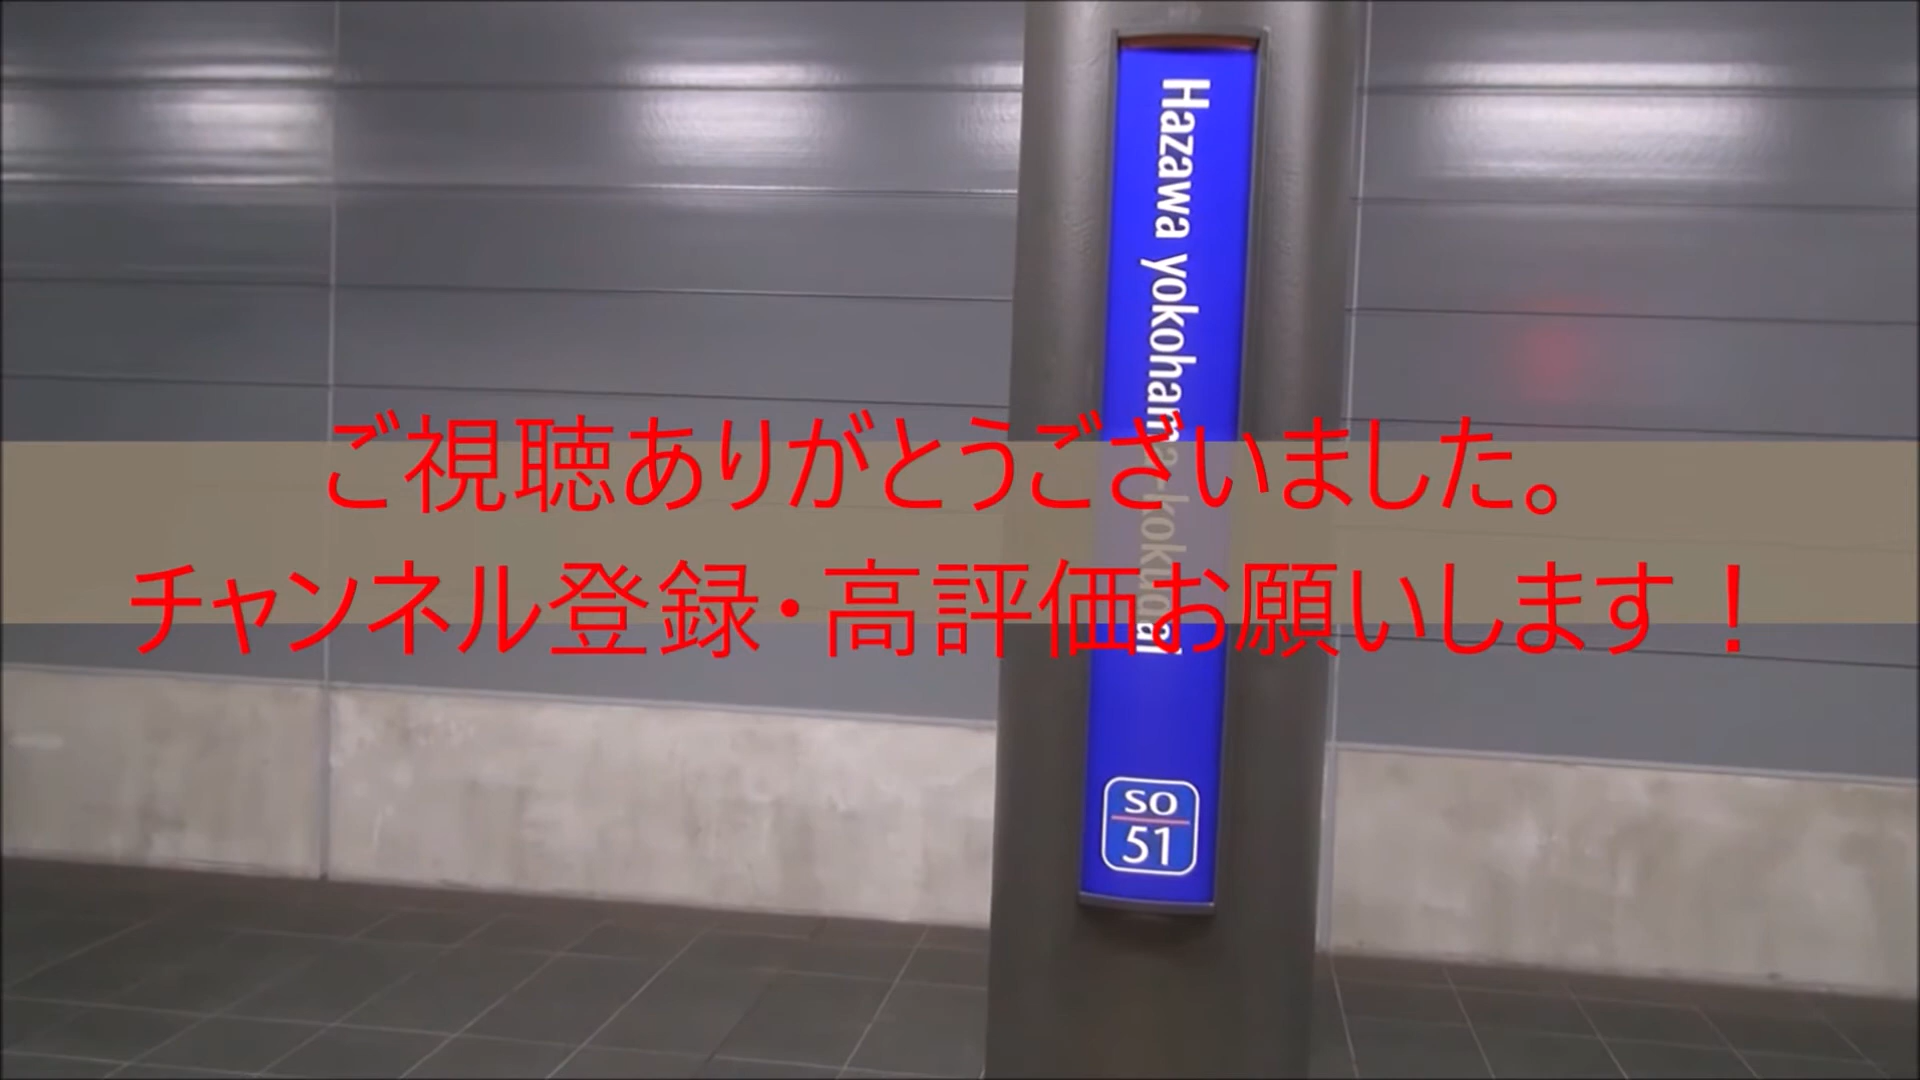 Hazawa yokohama-kokudai
ご視聴ありがとうございました。
チャンネル登録・高評価お願いします！
SO
51